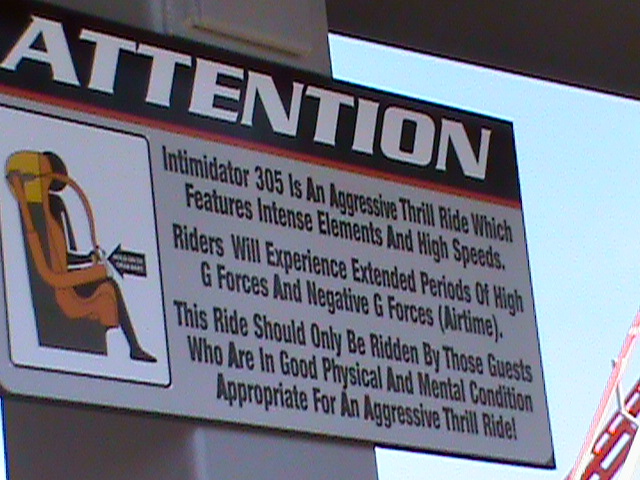 ATTENTION
Intimidator 305 Is An Aggressive Thrill Ride Which
Features Intense Elements And High Speeds.
Riders Will Experience Extended Periods Of High
G Forces And Negative G Forces (Airtime).
This Ride Should Only Be Ridden By Those Guests
Who Are In Good Physical And Mental Condition
Appropriate For An Aggressive Thrill Ride!